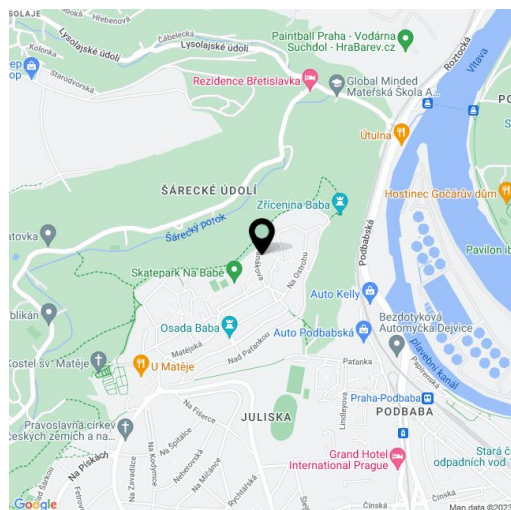 SOLAJE
Hřebenová
Kolonka
Lysolajské údolí
Čábelecká
Lysolajské údolí
Starodvorská
Paintball Praha - Vodárna
Suchdol - HraBarev.cz
Roztocká
Vltava
Rezidence Břetislavka
Global Minded
Mateřská Škola A...
Útulna
ŠÁRECKÉ ÚDOLÍ
Zřícenina Baba
Hostinec Gočárův dům
Šárecký potok
Podbabská
Pavilon
Skatepark Na Babě
Na Ostrohu
Auto Kelly
Osada Baba
Matějská
Nad Paťankou
Auto Podbabská
Bezdotyková
Automyčka Dejvice
plavební kanál
Paťanka
Papírenská
Kostel sv. Matěje
U Matěje
Praha-Podbaba
PODBABA
Pravoslavná církev
českých zemích a na...
Na Fišerce
JULISKA
Lindleyova
Na Špitálce
Na Pískách
Na Kodymce
Neherovská
Na Míčánce
Na Závadilce
Rychtářská
Grand Hotel
International Prague
Stará č
odpadních vod
Čínská
Čínská
Google
Map data ©2023